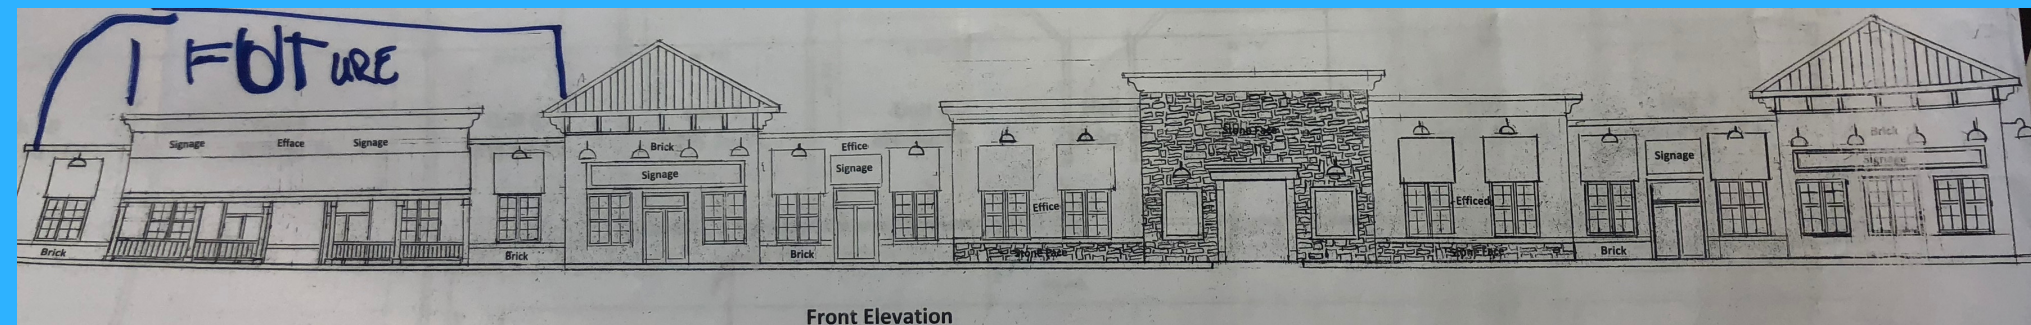 FUTURE
Signage Efface Signage
Brick
Signage
Effice
Signage
Stone Face
Signage
Brick
Signage
Effice
Efficed
Brick
Brick
Brick
Stone Face
Stone Face
Brick
Front Elevation